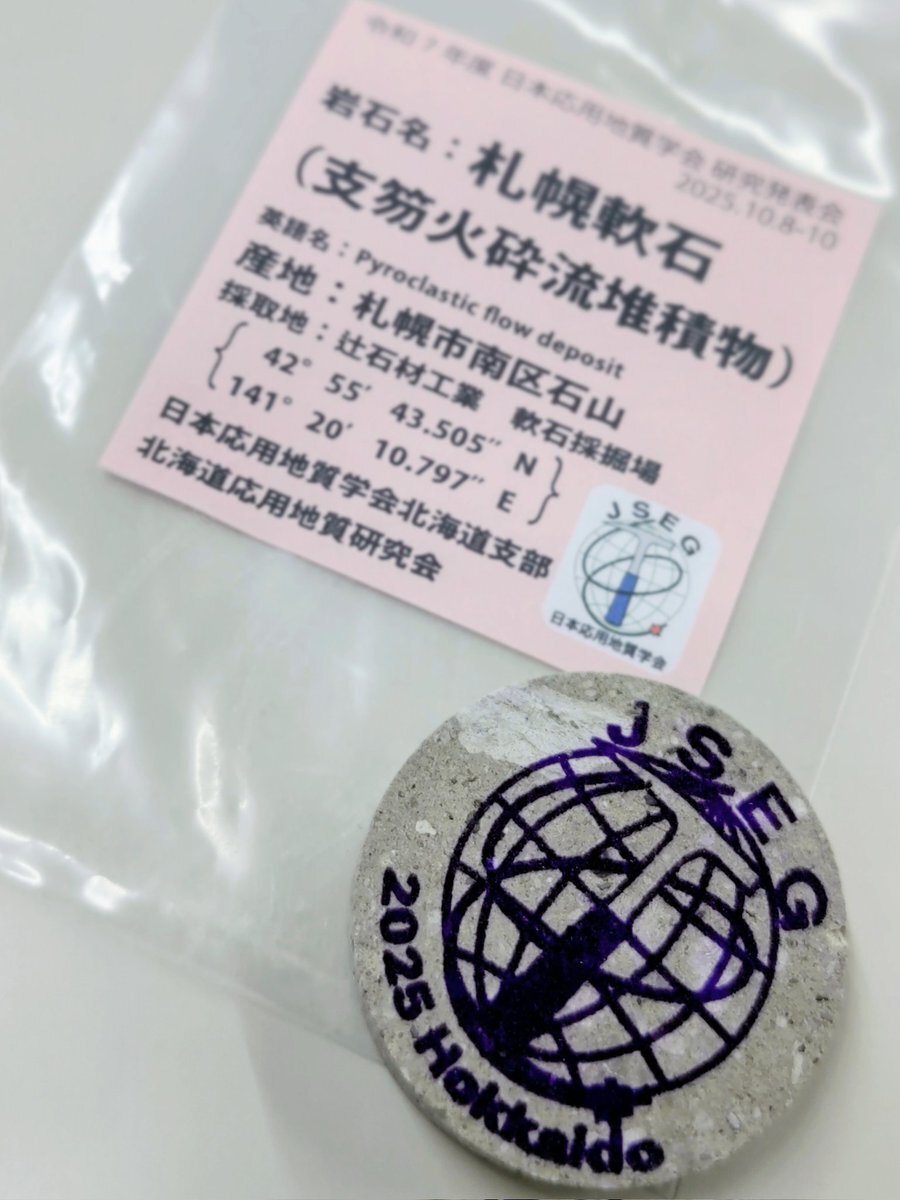 令和7年度 日本応用地質学会 研究発表会
2025.10.8-10
岩石名：札幌軟石
（支笏火砕流堆積物）
英語名：Pyroclastic flow deposit
産地：札幌市南区石山
採取地：辻石材工業 軟石採掘場
42° 55′ 43.505″ N
141° 20′ 10.797″ E
日本応用地質学会北海道支部
北海道応用地質研究会
JSEG
日本応用地質学会
JSEG
2025 Hokkaido